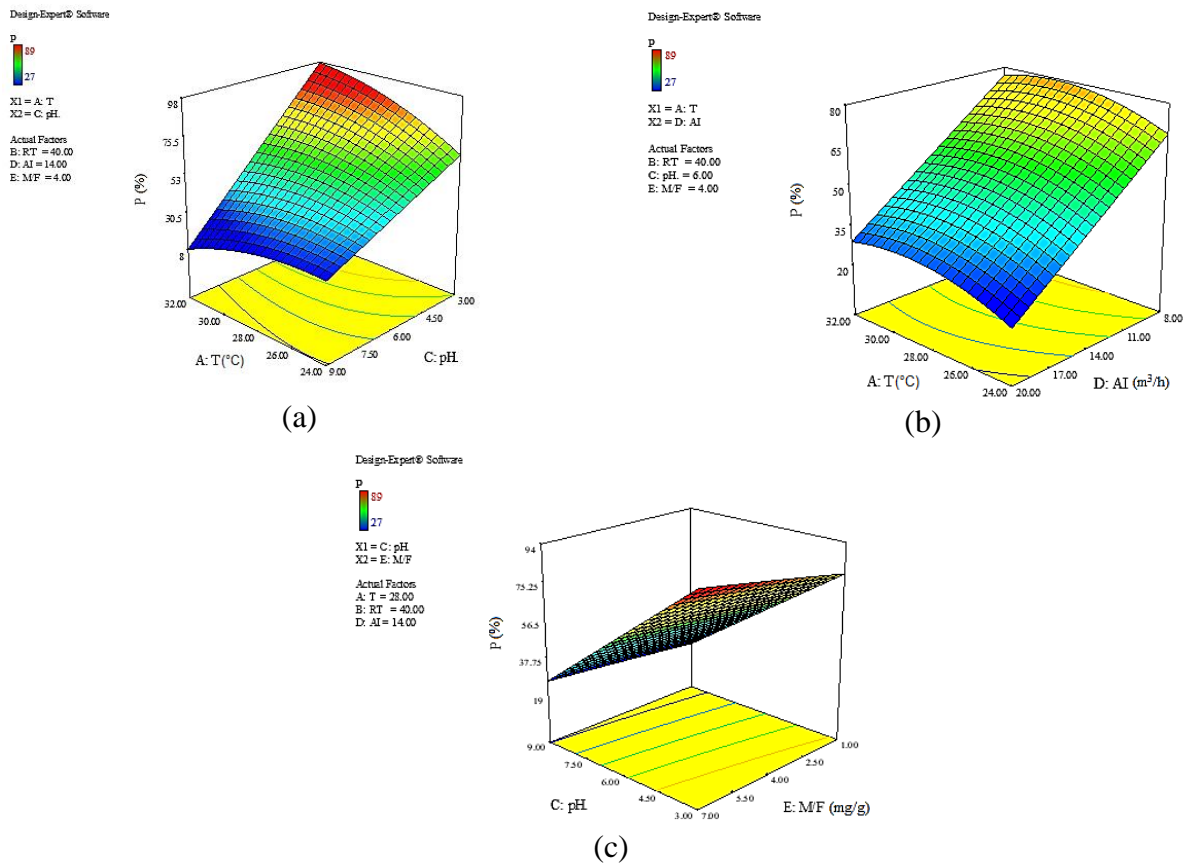 Design-Expert® Software
P
89
27
X1 = A: T
X2 = C: pH.
Actual Factors
B: RT = 40.00
D: AI = 14.00
E: M/F = 4.00
98
75.5
53
30.5
8
P (%)
32.00
30.00
28.00
26.00
24.00
A: T(°C)
9.00
7.50
6.00
4.50
3.00
C: pH.
(a)
Design-Expert® Software
P
89
27
X1 = A: T
X2 = D: AI
Actual Factors
B: RT = 40.00
C: pH. = 6.00
E: M/F = 4.00
80
65
50
35
20
P (%)
32.00
30.00
28.00
26.00
24.00
A: T(°C)
20.00
17.00
14.00
11.00
8.00
D: AI (m³/h)
(b)
Design-Expert® Software
P
89
27
X1 = C: pH.
X2 = E: M/F
Actual Factors
A: T = 28.00
B: RT = 40.00
D: AI = 14.00
94
75.25
56.5
37.75
19
P (%)
9.00
7.50
6.00
4.50
3.00
C: pH.
7.00
5.50
4.00
2.50
1.00
E: M/F (mg/g)
(c)